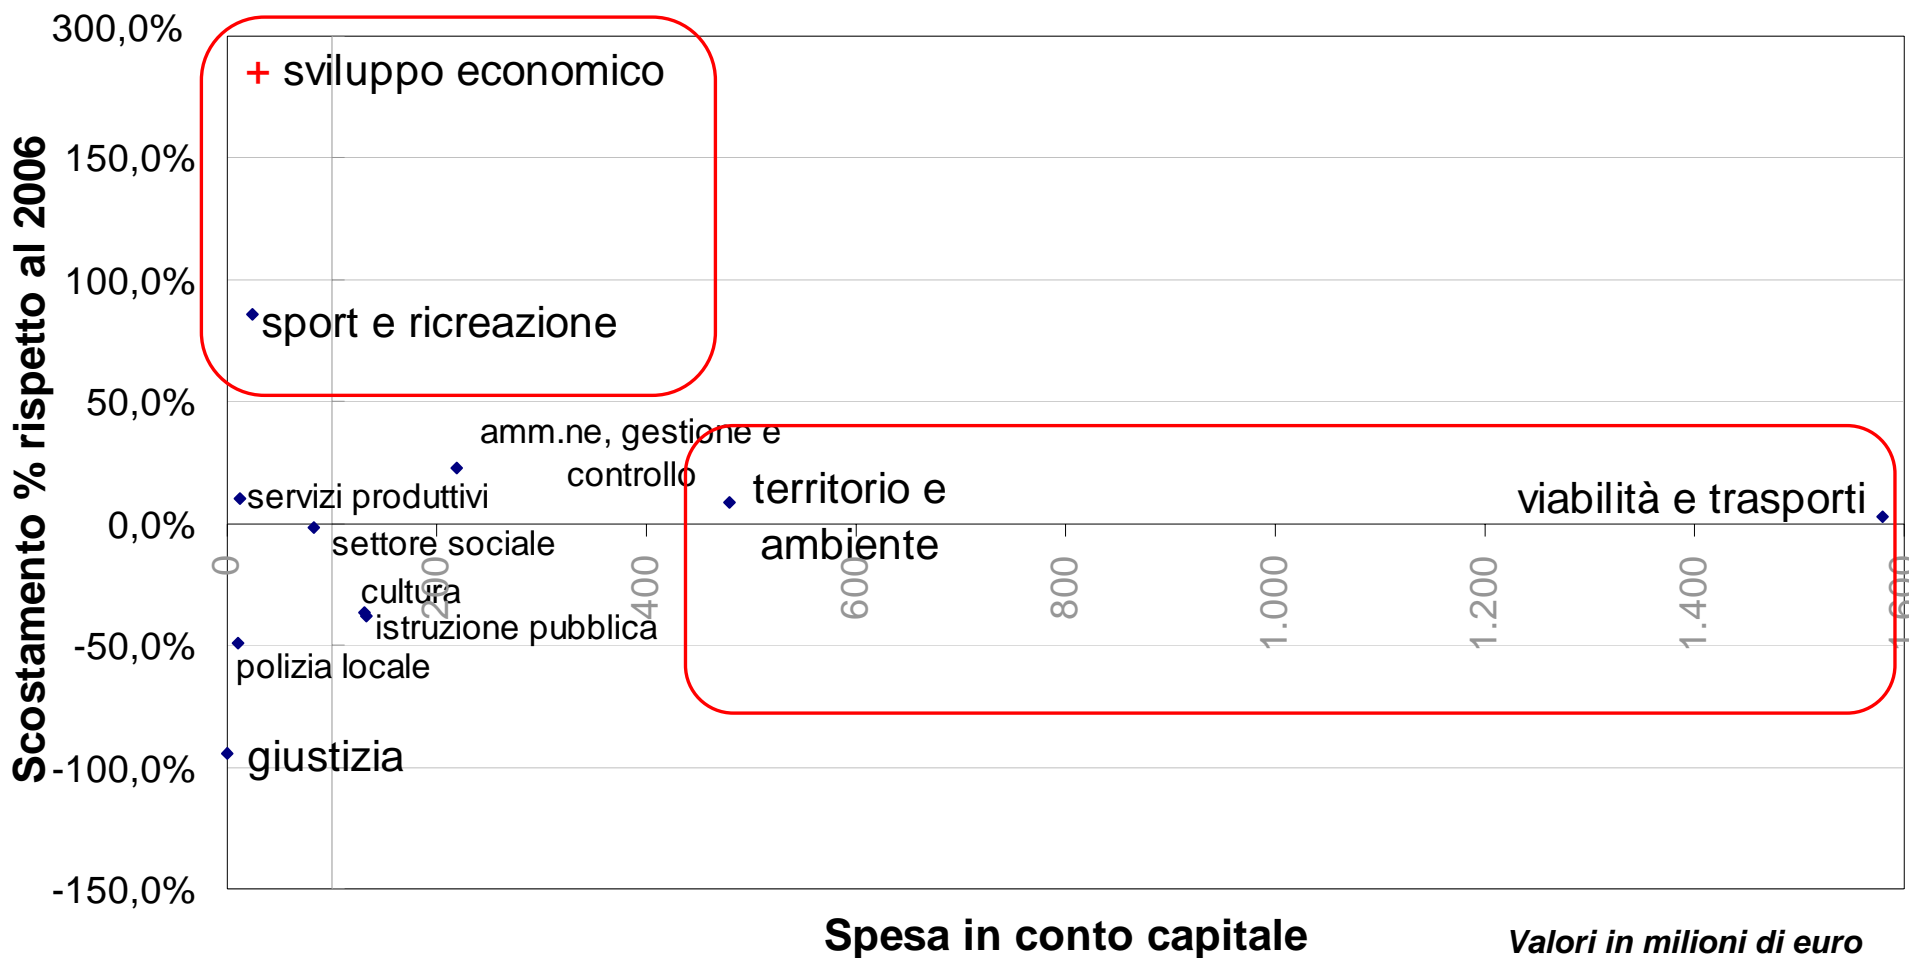 300,0%
+ sviluppo economico
150,0%
100,0%
sport e ricreazione
50,0%
amm.ne, gestione e
controllo
territorio e
ambiente
viabilità e trasporti
servizi produttivi
0,0%
settore sociale
0
200
400
600
800
1.000
1.200
1.400
1.600
cultura
istruzione pubblica
-50,0%
polizia locale
giustizia
-100,0%
-150,0%
Scostamento % rispetto al 2006
Spesa in conto capitale
Valori in milioni di euro